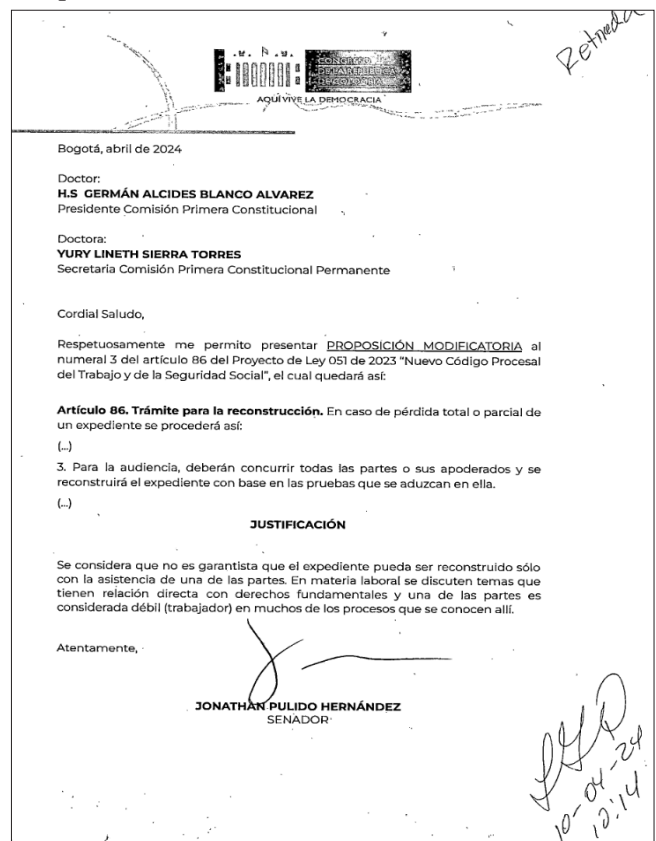 Retirada
CONGRESO
DE LA REPÚBLICA
DE COLOMBIA
AQUÍ VIVE LA DEMOCRACIA
Bogotá, abril de 2024
Doctor:
H.S GERMÁN ALCIDES BLANCO ALVAREZ
Presidente Comisión Primera Constitucional
Doctora:
YURY LINETH SIERRA TORRES
Secretaria Comisión Primera Constitucional Permanente
Cordial Saludo,
Respetuosamente me permito presentar PROPOSICIÓN MODIFICATORIA al
numeral 3 del artículo 86 del Proyecto de Ley 051 de 2023 "Nuevo Código Procesal
del Trabajo y de la Seguridad Social", el cual quedará así:
Artículo 86. Trámite para la reconstrucción. En caso de pérdida total o parcial de
un expediente se procederá así:
(...)
3. Para la audiencia, deberán concurrir todas las partes o sus apoderados y se
reconstruirá el expediente con base en las pruebas que se aduzcan en ella.
(...)
JUSTIFICACIÓN
Se considera que no es garantista que el expediente pueda ser reconstruido sólo
con la asistencia de una de las partes. En materia laboral se discuten temas que
tienen relación directa con derechos fundamentales y una de las partes es
considerada débil (trabajador) en muchos de los procesos que se conocen allí.
Atentamente,
JONATHAN PULIDO HERNÁNDEZ
SENADOR
10-04-24
10:14